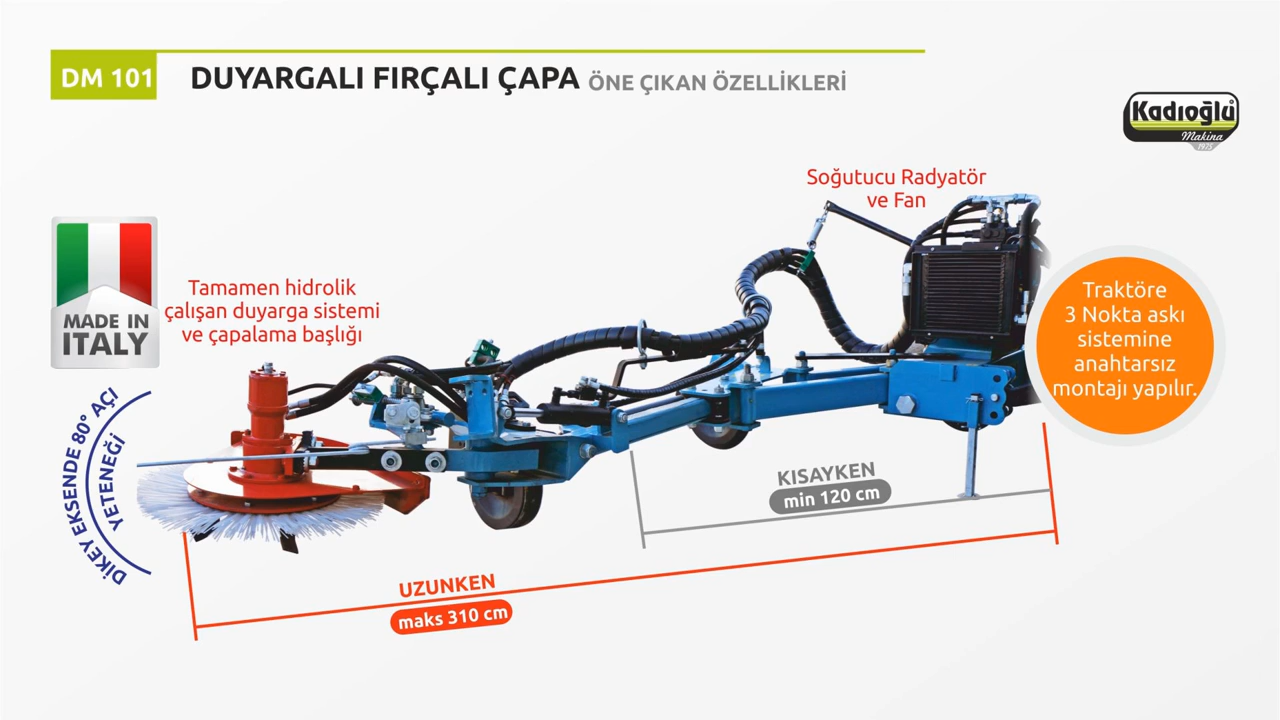 DM 101
DUYARGALI FIRÇALI ÇAPA ÖNE ÇIKAN ÖZELLİKLERİ
Kadıoğlu
Makina
1975
Soğutucu Radyatör
ve Fan
MADE IN
ITALY
Tamamen hidrolik
çalışan duyarga sistemi
ve çapalama başlığı
Traktöre
3 Nokta askı
sistemine
anahtarsız
montajı yapılır.
DİKEY EKSENDE 80° AÇI
YETENEĞİ
KISAYKEN
min 120 cm
UZUNKEN
maks 310 cm